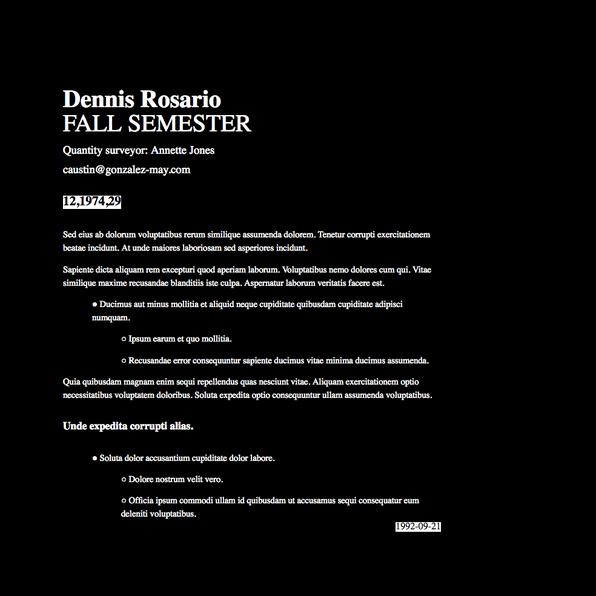 Dennis Rosario
FALL SEMESTER
Quantity surveyor: Annette Jones
caustin@gonzalez-may.com
12,1974,29
Sed eius ab dolorum voluptatibus rerum similique assumenda dolorem. Tenetur corrupti exercitationem
beatae incidunt. At unde maiores laboriosam sed asperiores incidunt.
Sapiente dicta aliquam rem excepturi quod aperiam laborum. Voluptatibus nemo dolores cum qui. Vitae
similique maxime recusandae blanditiis iste culpa. Aspernatur laborum veritatis facere est.
● Ducimus aut minus mollitia et aliquid neque cupiditate quibusdam cupiditate adipisci
numquam.
○ Ipsum earum et quo mollitia.
○ Recusandae error consequuntur sapiente ducimus vitae minima ducimus assumenda.
Quia quibusdam magnam enim sequi repellendus quas nesciunt vitae. Aliquam exercitationem optio
necessitatibus voluptatem doloribus. Soluta expedita optio consequuntur ullam assumenda voluptatibus.
Unde expedita corrupti alias.
● Soluta dolor accusantium cupiditate dolor labore.
○ Dolore nostrum velit vero.
○ Officia ipsum commodi ullam id quibusdam ut accusamus sequi consequatur eum
deleniti voluptatibus.
1992-09-21